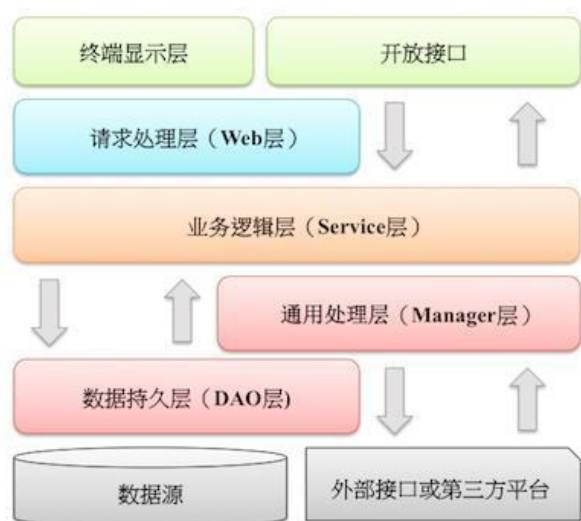 终端显示层
开放接口
请求处理层（Web层）
业务逻辑层（Service层）
通用处理层（Manager层）
数据持久层（DAO层)
数据源
外部接口或第三方平台